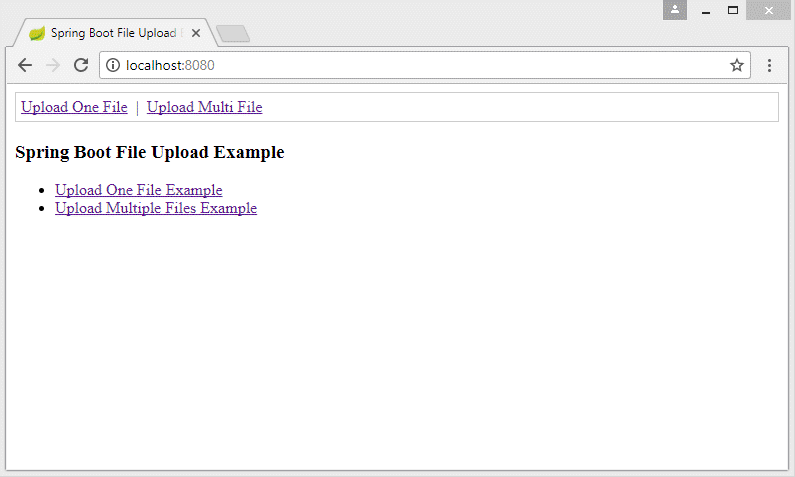 Spring Boot File Upload
localhost:8080
Upload One File | Upload Multi File
Spring Boot File Upload Example
Upload One File Example
Upload Multiple Files Example